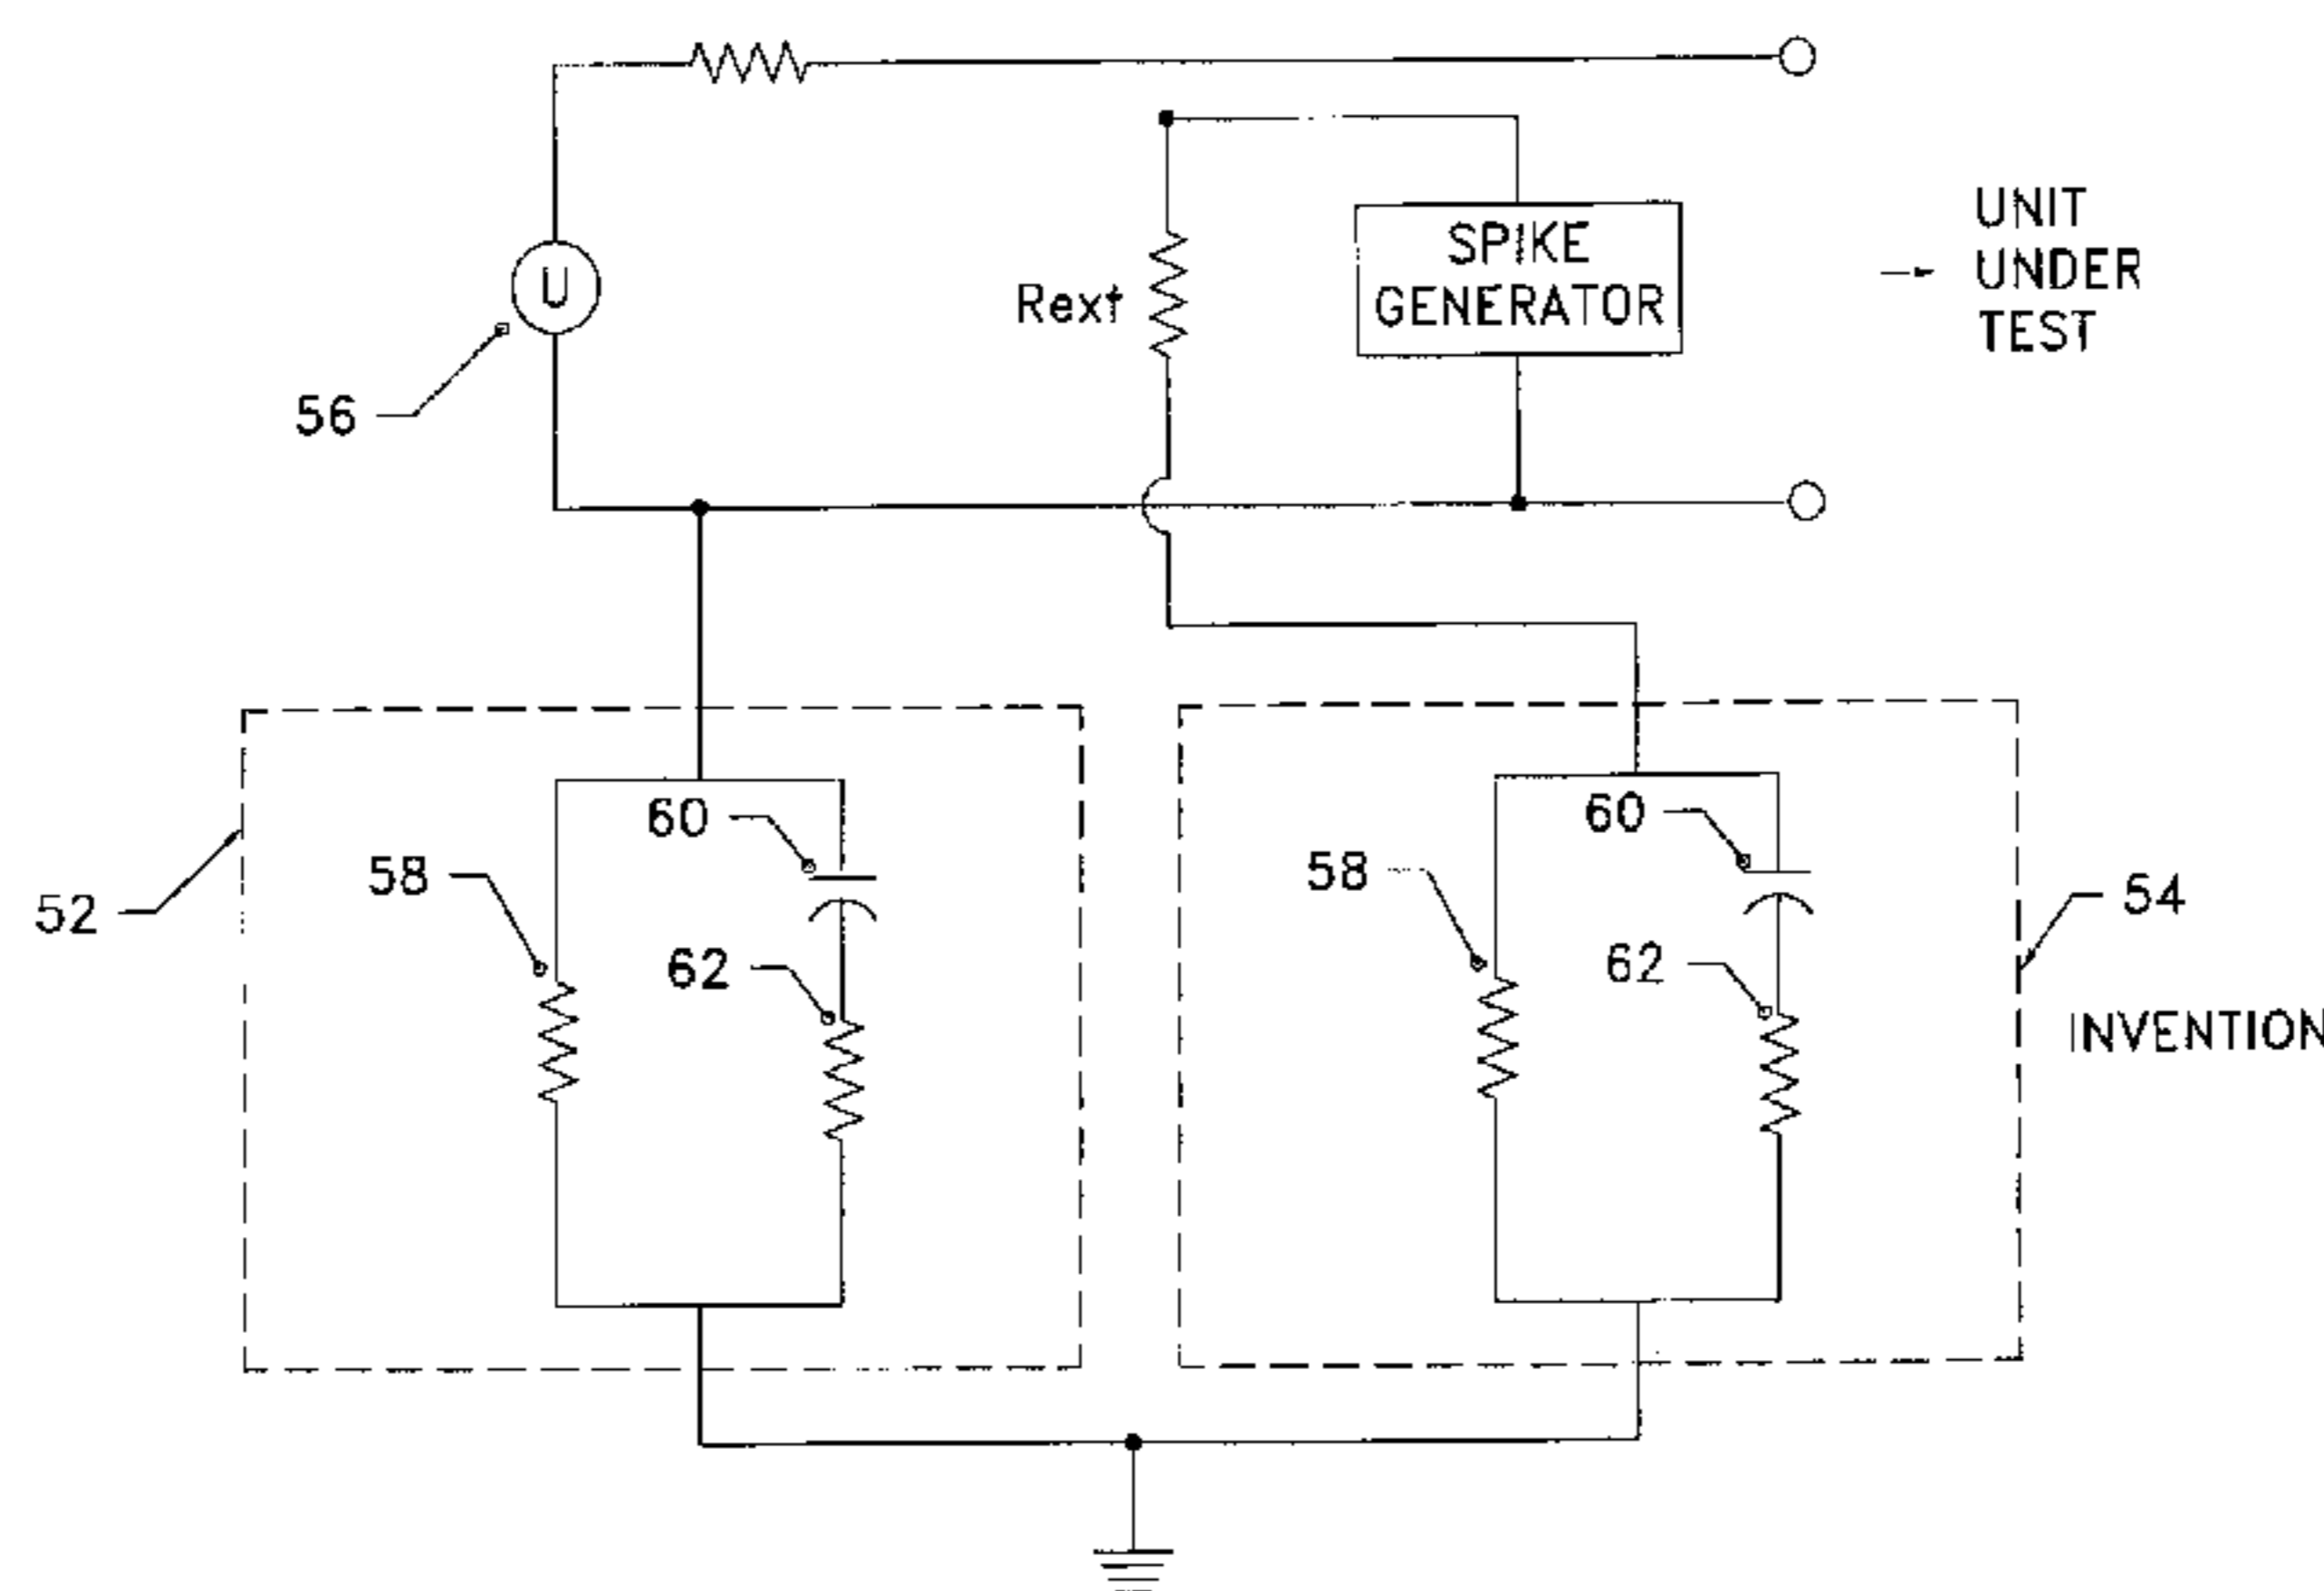 U
56
Rext
SPIKE
GENERATOR
UNIT
UNDER
TEST
52
58
60
62
58
60
62
54
INVENTION